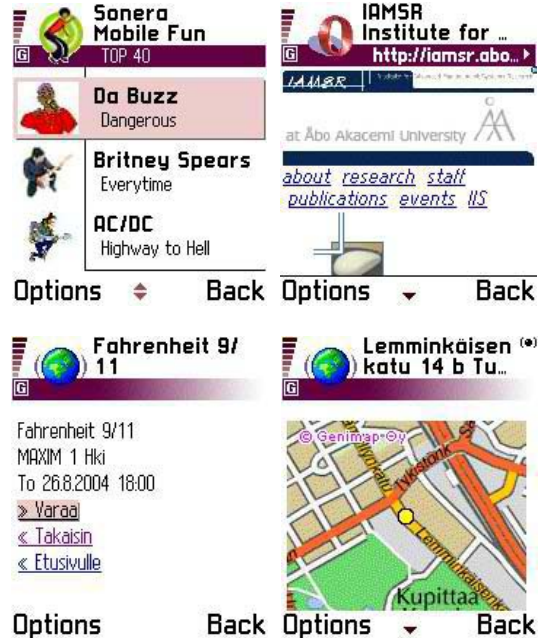 Sonera
Mobile Fun
G
TOP 40
Da Buzz
Dangerous
Britney Spears
Everytime
AC/DC
Highway to Hell
Options
Back
IAMSR
Institute for ...
G
http://iamsr.abo...
IAMSR
at Åbo Akademi University
about research staff
publications events IIS
Options
Back
Fahrenheit 9/
11
G
Fahrenheit 9/11
MAXIM 1 Hki
To 26.8.2004 18:00
» Varaa
« Takaisin
« Etusivulle
Options
Back
Lemminkäisen
katu 14 b Tu...
G
© Genimap Oy
Tykistönk
Lemminkäisenk
Kupittaa
Options
Back